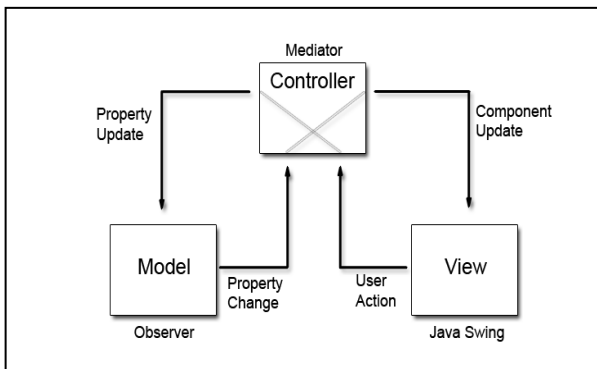 Mediator
Controller
Property
Update
Component
Update
Model
Property
Change
User
Action
View
Observer
Java Swing